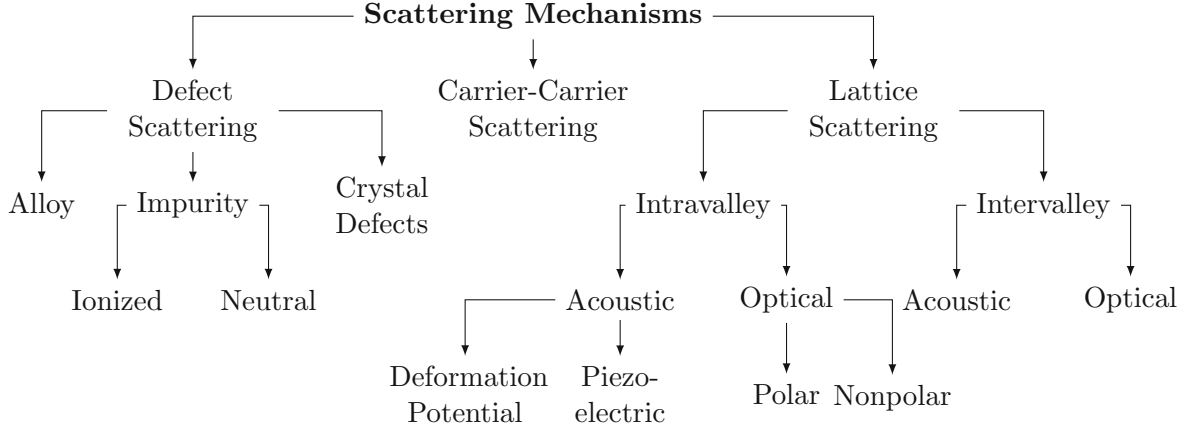 Scattering Mechanisms
Defect
Scattering
Carrier-Carrier
Scattering
Lattice
Scattering
Alloy
Impurity
Crystal
Defects
Intravalley
Intervalley
Ionized
Neutral
Acoustic
Optical
Acoustic
Optical
Deformation
Potential
Piezo-
electric
Polar
Nonpolar